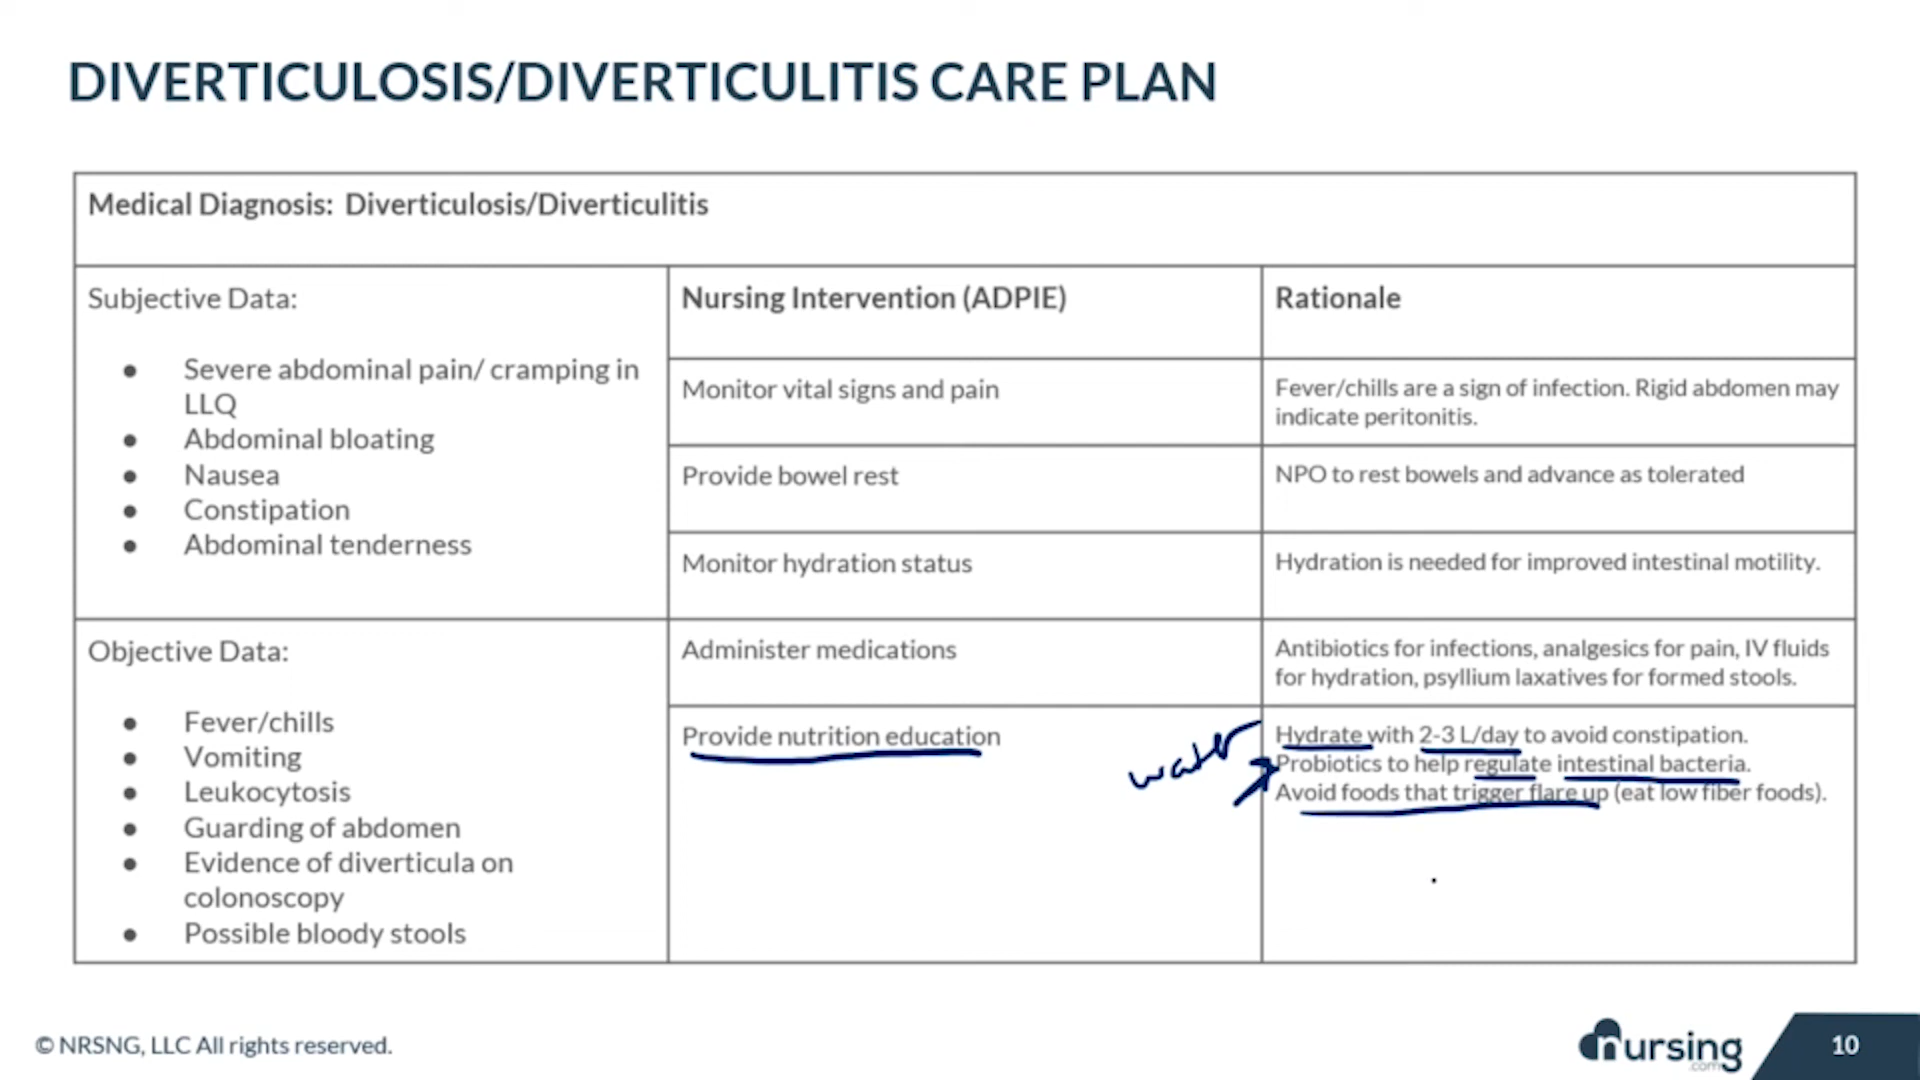 DIVERTICULOSIS/DIVERTICULITIS CARE PLAN
Medical Diagnosis: Diverticulosis/Diverticulitis
Subjective Data:
● Severe abdominal pain/ cramping in
LLQ
● Abdominal bloating
● Nausea
● Constipation
● Abdominal tenderness
Objective Data:
● Fever/chills
● Vomiting
● Leukocytosis
● Guarding of abdomen
● Evidence of diverticula on
colonoscopy
● Possible bloody stools
Nursing Intervention (ADPIE)
Rationale
Monitor vital signs and pain
Fever/chills are a sign of infection. Rigid abdomen may
indicate peritonitis.
Provide bowel rest
NPO to rest bowels and advance as tolerated
Monitor hydration status
Hydration is needed for improved intestinal motility.
Administer medications
Antibiotics for infections, analgesics for pain, IV fluids
for hydration, psyllium laxatives for formed stools.
Provide nutrition education
water
Hydrate with 2-3 L/day to avoid constipation.
Probiotics to help regulate intestinal bacteria.
Avoid foods that trigger flare up (eat low fiber foods).
© NRSNG, LLC All rights reserved.
nursing
.com
10